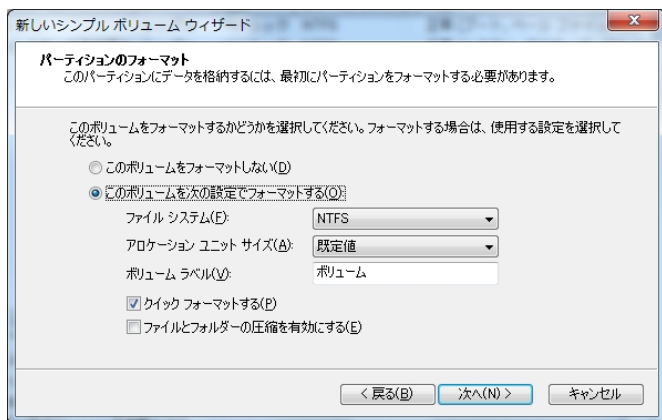 新しいシンプル ボリューム ウィザード
パーティションのフォーマット
このパーティションにデータを格納するには、最初にパーティションをフォーマットする必要があります。
このボリュームをフォーマットするかどうかを選択してください。フォーマットする場合は、使用する設定を選択して
ください。
このボリュームをフォーマットしない(D)
このボリュームを次の設定でフォーマットする(O):
ファイル システム(F): NTFS
アロケーション ユニット サイズ(A): 既定値
ボリューム ラベル(V): ボリューム
クイック フォーマットする(P)
ファイルとフォルダーの圧縮を有効にする(E)
< 戻る(B) 次へ(N) > キャンセル